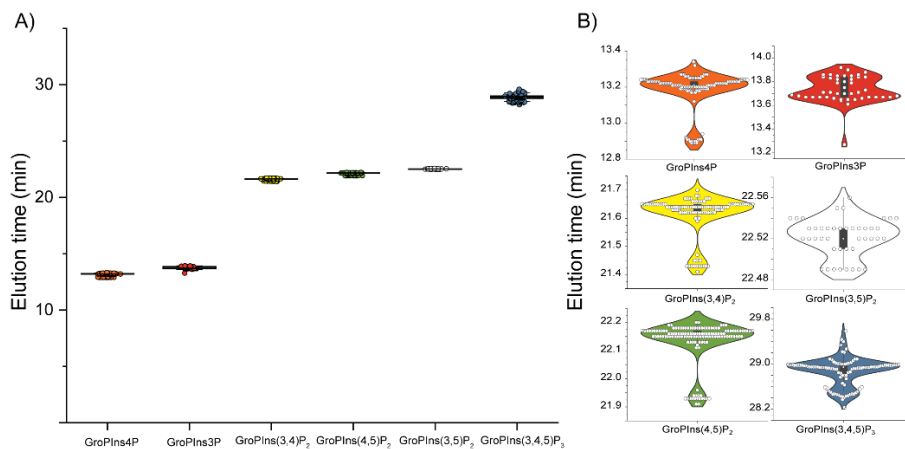 A)
Elution time (min)
30
20
10
GroPIns4P
GroPIns3P
GroPIns(3,4)P2
GroPIns(4,5)P2
GroPIns(3,5)P2
GroPIns(3,4,5)P3
B)
Elution time (min)
13.4
13.2
13.0
12.8
GroPIns4P
14.0
13.8
13.6
13.4
13.2
GroPIns3P
21.7
21.6
21.5
21.4
GroPIns(3,4)P2
22.56
22.52
22.48
GroPIns(3,5)P2
22.2
22.1
22.0
21.9
GroPIns(4,5)P2
29.8
29.0
28.2
GroPIns(3,4,5)P3